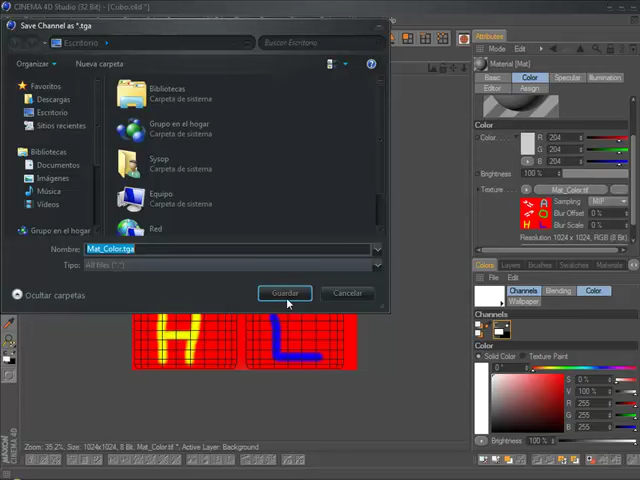 CINEMA 4D Studio (32 Bit) - [Cubo.c4d *]
Save Channel as *.tga
Escritorio
Buscar Escritorio
Organizar
Nueva carpeta
Favoritos
Descargas
Escritorio
Sitios recientes
Bibliotecas
Documentos
Imágenes
Música
Vídeos
Grupo en el hogar
Bibliotecas
Carpeta de sistema
Grupo en el hogar
Carpeta de sistema
Sysop
Carpeta de sistema
Equipo
Carpeta de sistema
Red
Nombre: Mat_Color.tga
Tipo: All files (*.*)
Ocultar carpetas
Guardar
Cancelar
H L
Zoom: 35.2%, Size: 1024x1024, 8 Bit, Mat_Color.tif *, Active Layer: Background
MAXON CINEMA 4D
Attributes
Mode Edit
Material [Mat]
Basic Color Specular Illumination
Editor Assign
Color
Color R 204
G 204
B 204
Brightness 100 %
Texture Mat_Color.tif
Sampling MIP
Blur Offset 0 %
Blur Scale 0 %
Resolution 1024 x 1024, RGB (8 Bit)
Colors Layers Browser Brushes Materials
File Edit
Channels Blending Color
Wallpaper
Channels
Color
Solid Color Texture Paint
0 °
S 0 %
V 100 %
R 255
G 255
B 255
Brightness 100 %